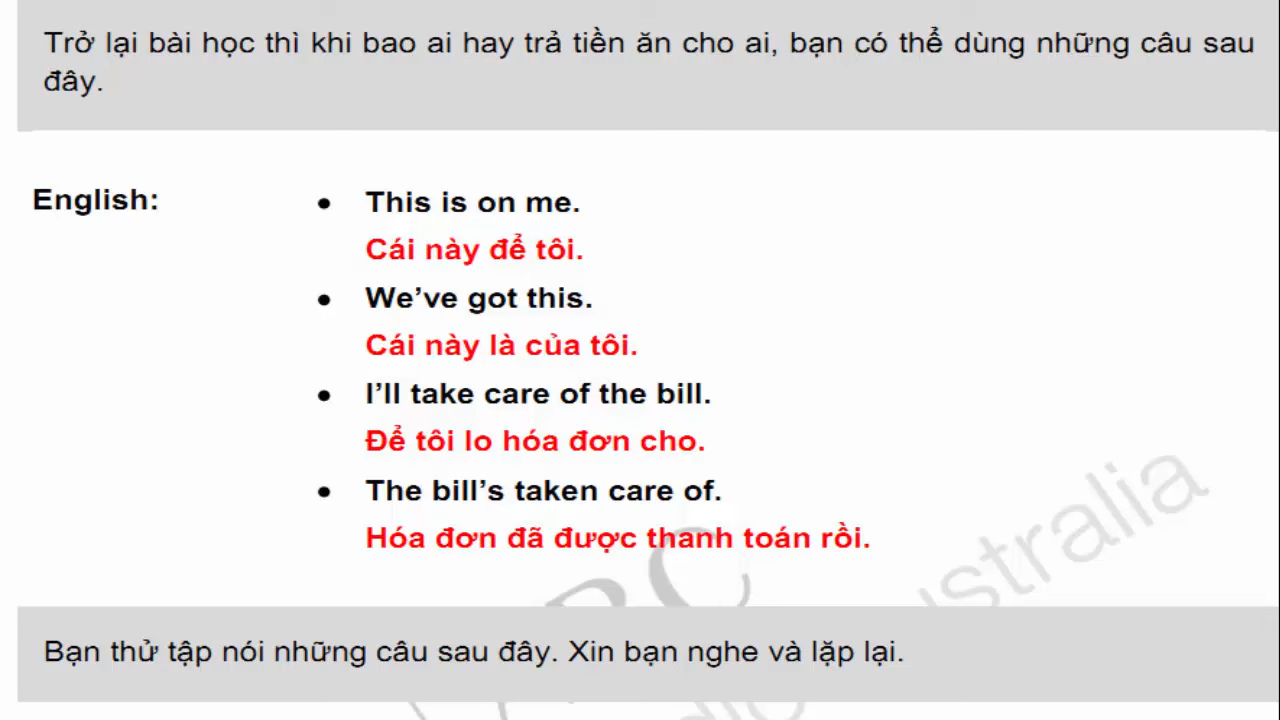 Trở lại bài học thì khi bao ai hay trả tiền ăn cho ai, bạn có thể dùng những câu sau
đây.
English:
• This is on me.
Cái này để tôi.
• We’ve got this.
Cái này là của tôi.
• I’ll take care of the bill.
Để tôi lo hóa đơn cho.
• The bill’s taken care of.
Hóa đơn đã được thanh toán rồi.
Bạn thử tập nói những câu sau đây. Xin bạn nghe và lặp lại.